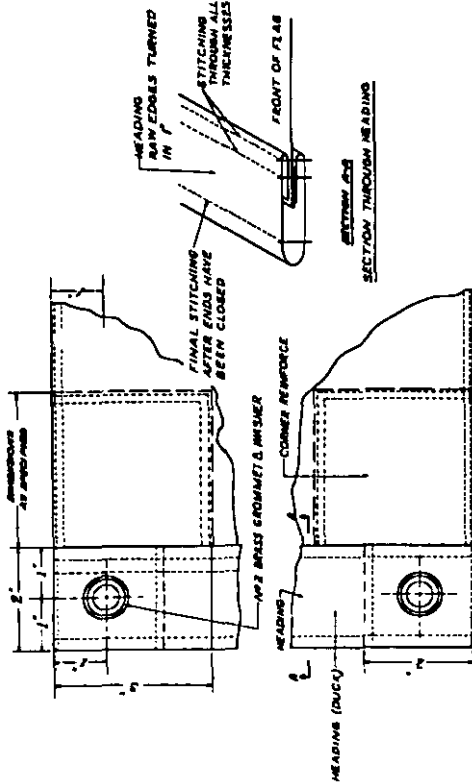 DIMENSIONS
AS SPECIFIED
2"
1"
1"
Nº 2 BRASS GROMMET & WASHER
HEADING
A
A
HEADING (DUCK)
2"
CORNER REINFORCE
FINAL STITCHING
AFTER ENDS HAVE
BEEN CLOSED
HEADING
RAW EDGES TURNED
IN 1"
STITCHING
THROUGH ALL
THICKNESSES
FRONT OF FLAG
SECTION A-A
SECTION THROUGH HEADING